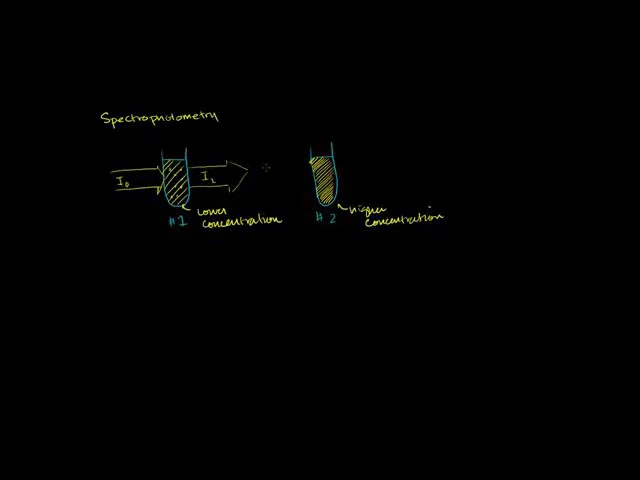 Spectrophotometry
I₀
I₁
#1
lower
concentration
#2
higher
concentration